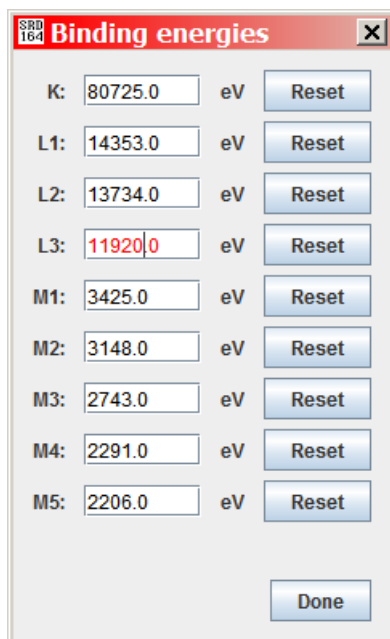 SRD
164 Binding energies
K: 80725.0 eV Reset
L1: 14353.0 eV Reset
L2: 13734.0 eV Reset
L3: 11920.0 eV Reset
M1: 3425.0 eV Reset
M2: 3148.0 eV Reset
M3: 2743.0 eV Reset
M4: 2291.0 eV Reset
M5: 2206.0 eV Reset
Done